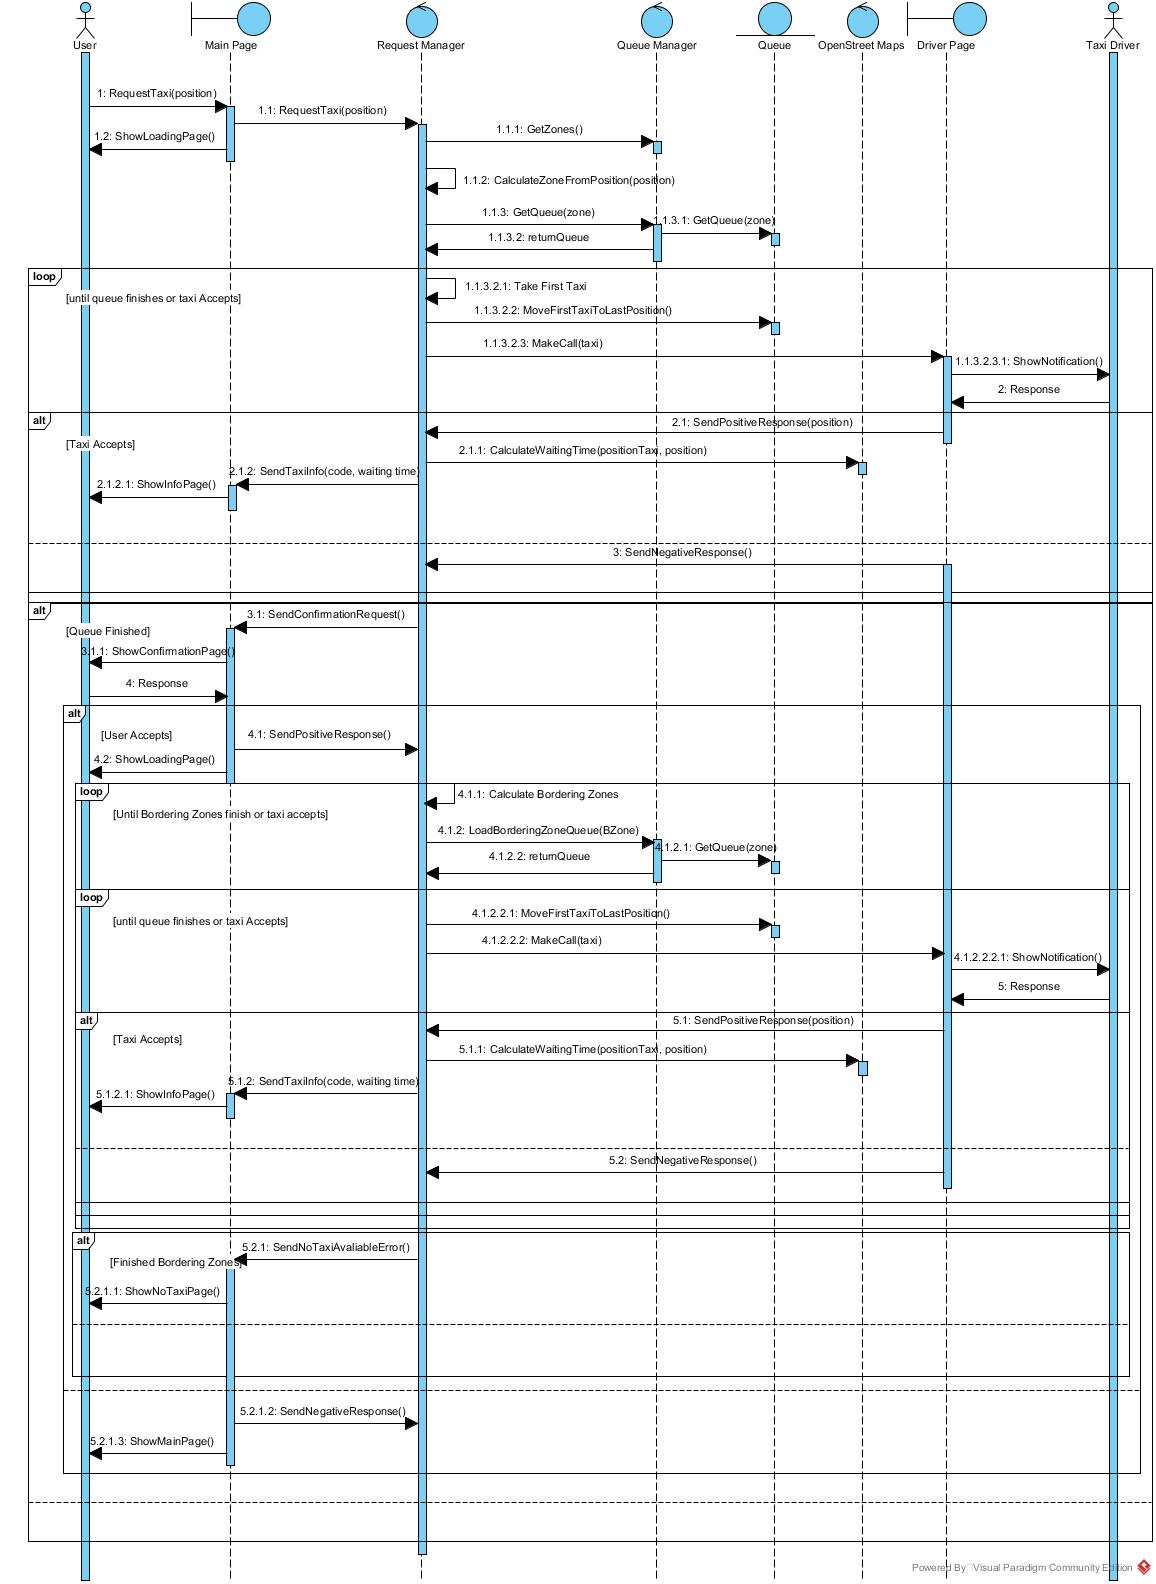 User
Main Page
Request Manager
Queue Manager
Queue
OpenStreet Maps
Driver Page
Taxi Driver
1: RequestTaxi(position)
1.1: RequestTaxi(position)
1.2: ShowLoadingPage()
1.1.1: GetZones()
1.1.2: CalculateZoneFromPosition(position)
1.1.3: GetQueue(zone)
1.1.3.1: GetQueue(zone)
1.1.3.2: returnQueue
loop
[until queue finishes or taxi Accepts]
1.1.3.2.1: Take First Taxi
1.1.3.2.2: MoveFirstTaxiToLastPosition()
1.1.3.2.3: MakeCall(taxi)
1.1.3.2.3.1: ShowNotification()
2: Response
alt
[Taxi Accepts]
2.1: SendPositiveResponse(position)
2.1.1: CalculateWaitingTime(positionTaxi, position)
2.1.2: SendTaxiInfo(code, waiting time)
2.1.2.1: ShowInfoPage()
3: SendNegativeResponse()
alt
[Queue Finished]
3.1: SendConfirmationRequest()
3.1.1: ShowConfirmationPage()
4: Response
alt
[User Accepts]
4.1: SendPositiveResponse()
4.2: ShowLoadingPage()
loop
[Until Bordering Zones finish or taxi accepts]
4.1.1: Calculate Bordering Zones
4.1.2: LoadBorderingZoneQueue(BZone)
4.1.2.1: GetQueue(zone)
4.1.2.2: returnQueue
loop
[until queue finishes or taxi Accepts]
4.1.2.2.1: MoveFirstTaxiToLastPosition()
4.1.2.2.2: MakeCall(taxi)
4.1.2.2.2.1: ShowNotification()
5: Response
alt
[Taxi Accepts]
5.1: SendPositiveResponse(position)
5.1.1: CalculateWaitingTime(positionTaxi, position)
5.1.2: SendTaxiInfo(code, waiting time)
5.1.2.1: ShowInfoPage()
5.2: SendNegativeResponse()
alt
[Finished Bordering Zones]
5.2.1: SendNoTaxiAvaliableError()
5.2.1.1: ShowNoTaxiPage()
5.2.1.2: SendNegativeResponse()
5.2.1.3: ShowMainPage()
Powered By Visual Paradigm Community Edition